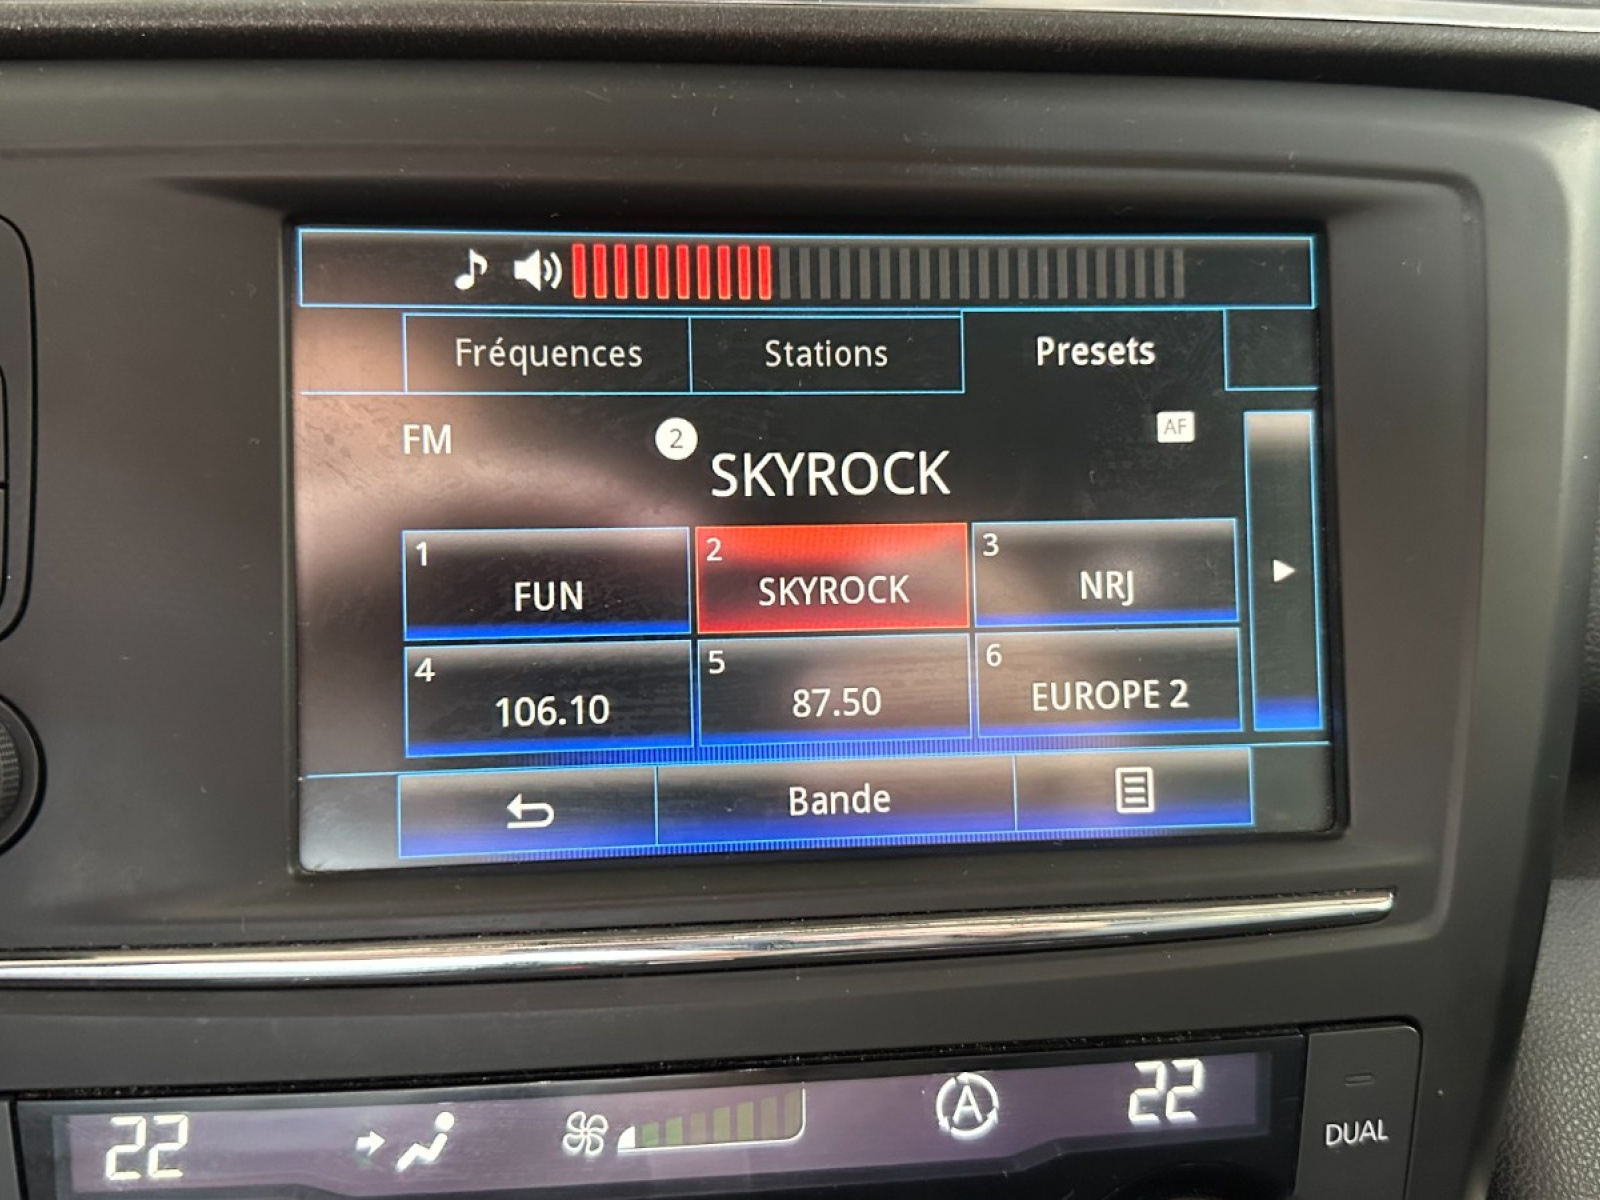 Fréquences Stations Presets
FM 2 AF
SKYROCK
1 2 3
FUN SKYROCK NRJ
4 5 6
106.10 87.50 EUROPE 2
Bande
22 A 22
DUAL